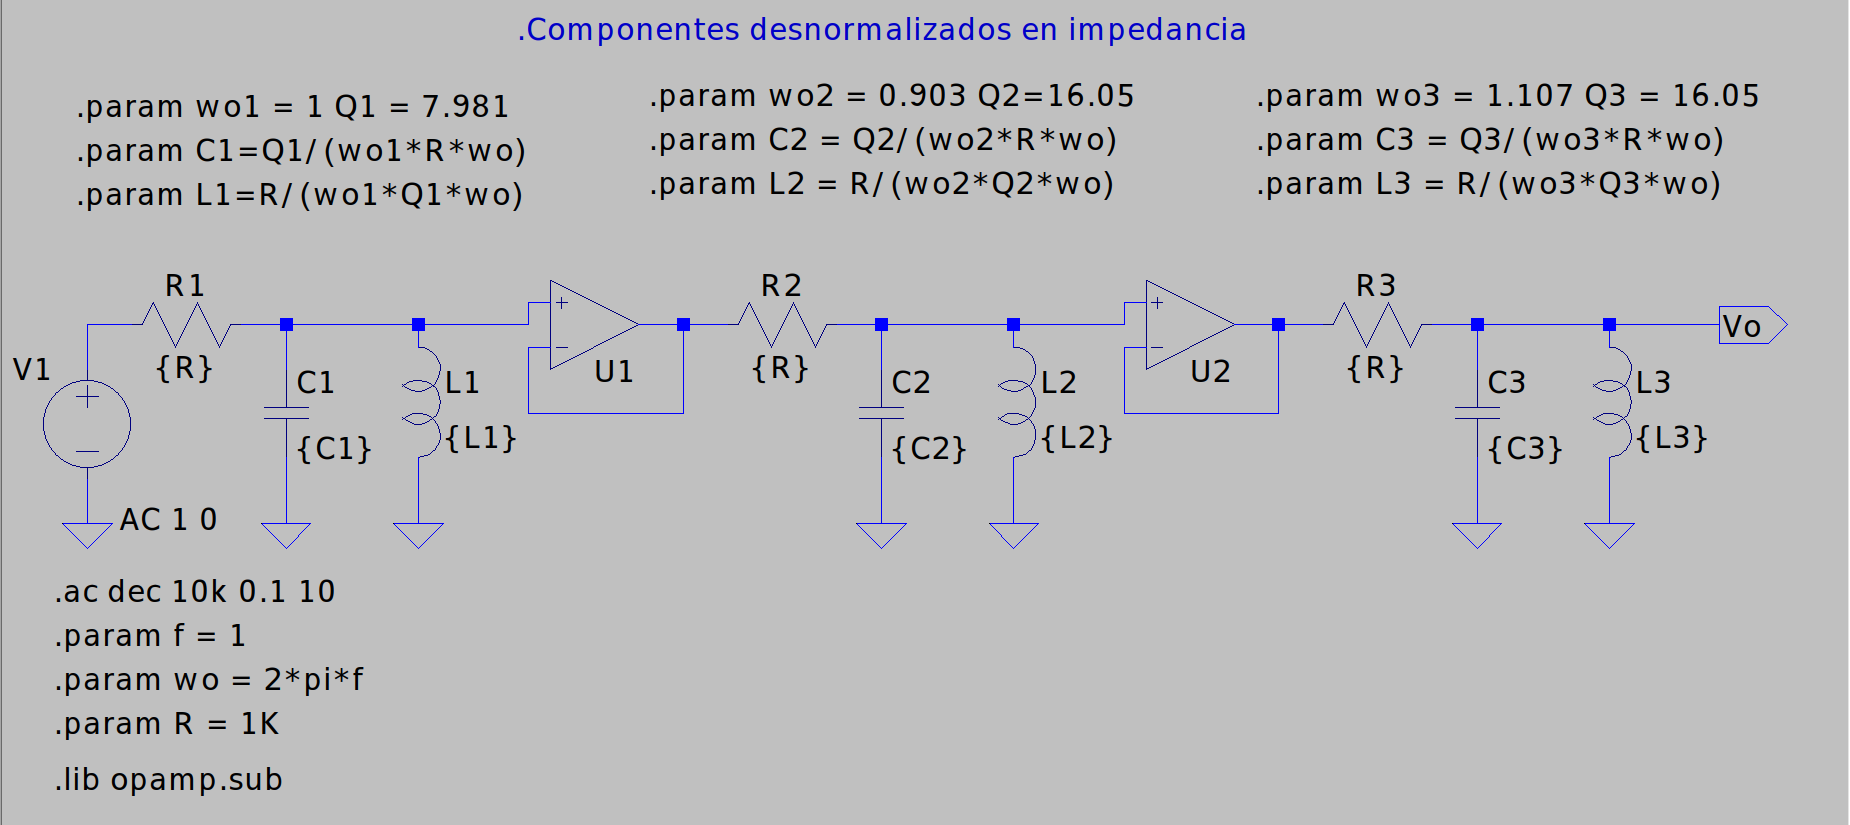 .Componentes desnormalizados en impedancia
.param wo1 = 1 Q1 = 7.981
.param C1=Q1/(wo1*R*wo)
.param L1=R/(wo1*Q1*wo)
.param wo2 = 0.903 Q2=16.05
.param C2 = Q2/(wo2*R*wo)
.param L2 = R/(wo2*Q2*wo)
.param wo3 = 1.107 Q3 = 16.05
.param C3 = Q3/(wo3*R*wo)
.param L3 = R/(wo3*Q3*wo)
V1
AC 1 0
R1
{R}
C1
{C1}
L1
{L1}
U1
R2
{R}
C2
{C2}
L2
{L2}
U2
R3
{R}
C3
{C3}
L3
{L3}
Vo
.ac dec 10k 0.1 10
.param f = 1
.param wo = 2*pi*f
.param R = 1K
.lib opamp.sub